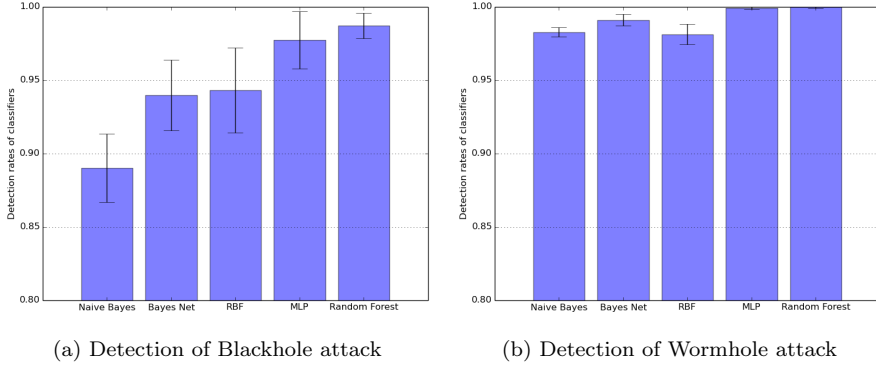 1.00
0.95
0.90
0.85
0.80
Detection rates of classifiers
Naive Bayes Bayes Net RBF MLP Random Forest
(a) Detection of Blackhole attack
1.00
0.95
0.90
0.85
0.80
Detection rates of classifiers
Naive Bayes Bayes Net RBF MLP Random Forest
(b) Detection of Wormhole attack